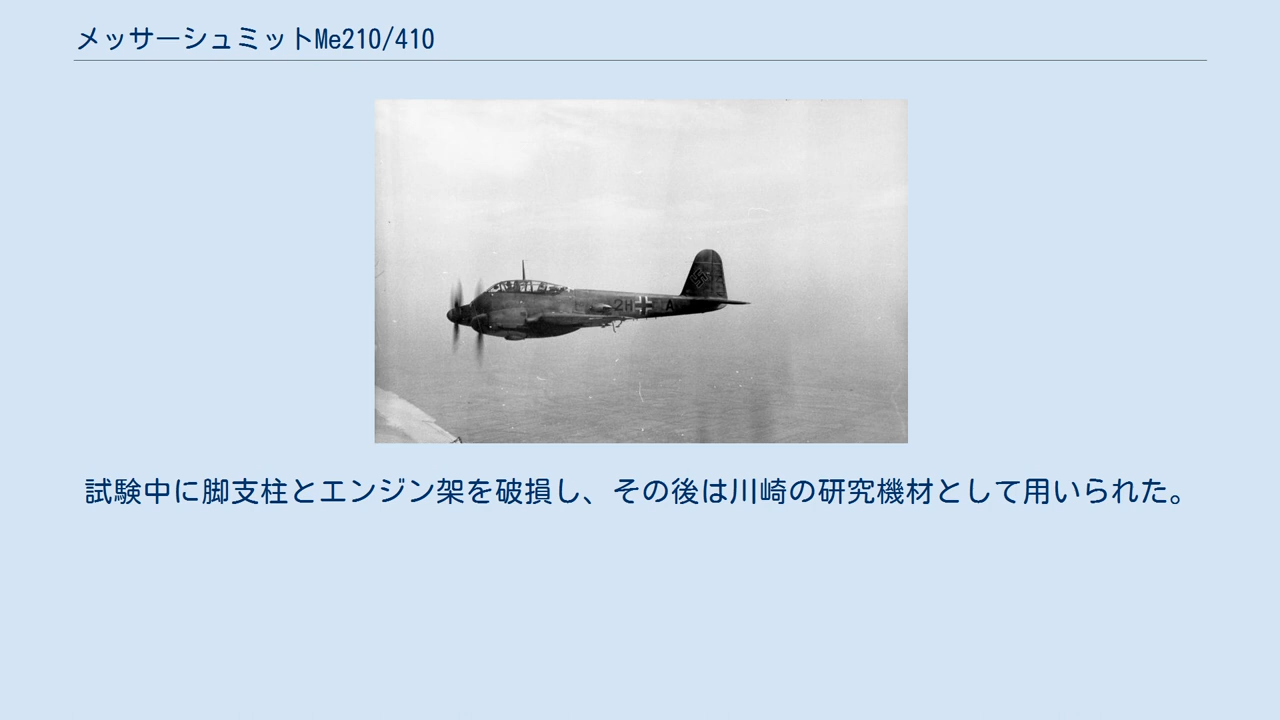 メッサーシュミットMe210/410
2H A
試験中に脚支柱とエンジン架を破損し、その後は川崎の研究機材として用いられた。